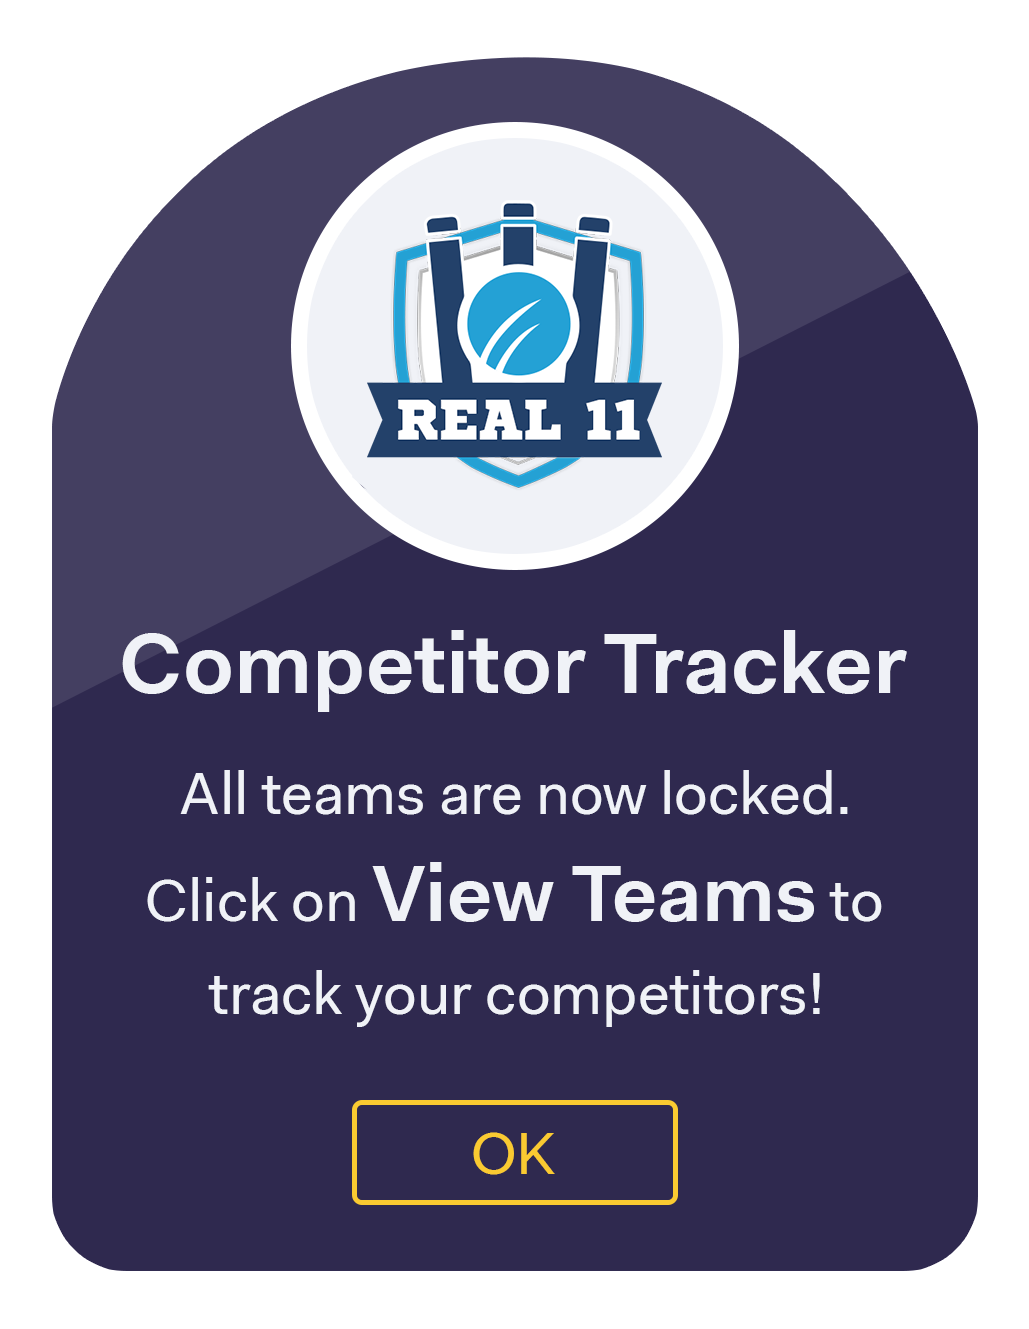 REAL 11
Competitor Tracker
All teams are now locked.
Click on View Teams to
track your competitors!
OK